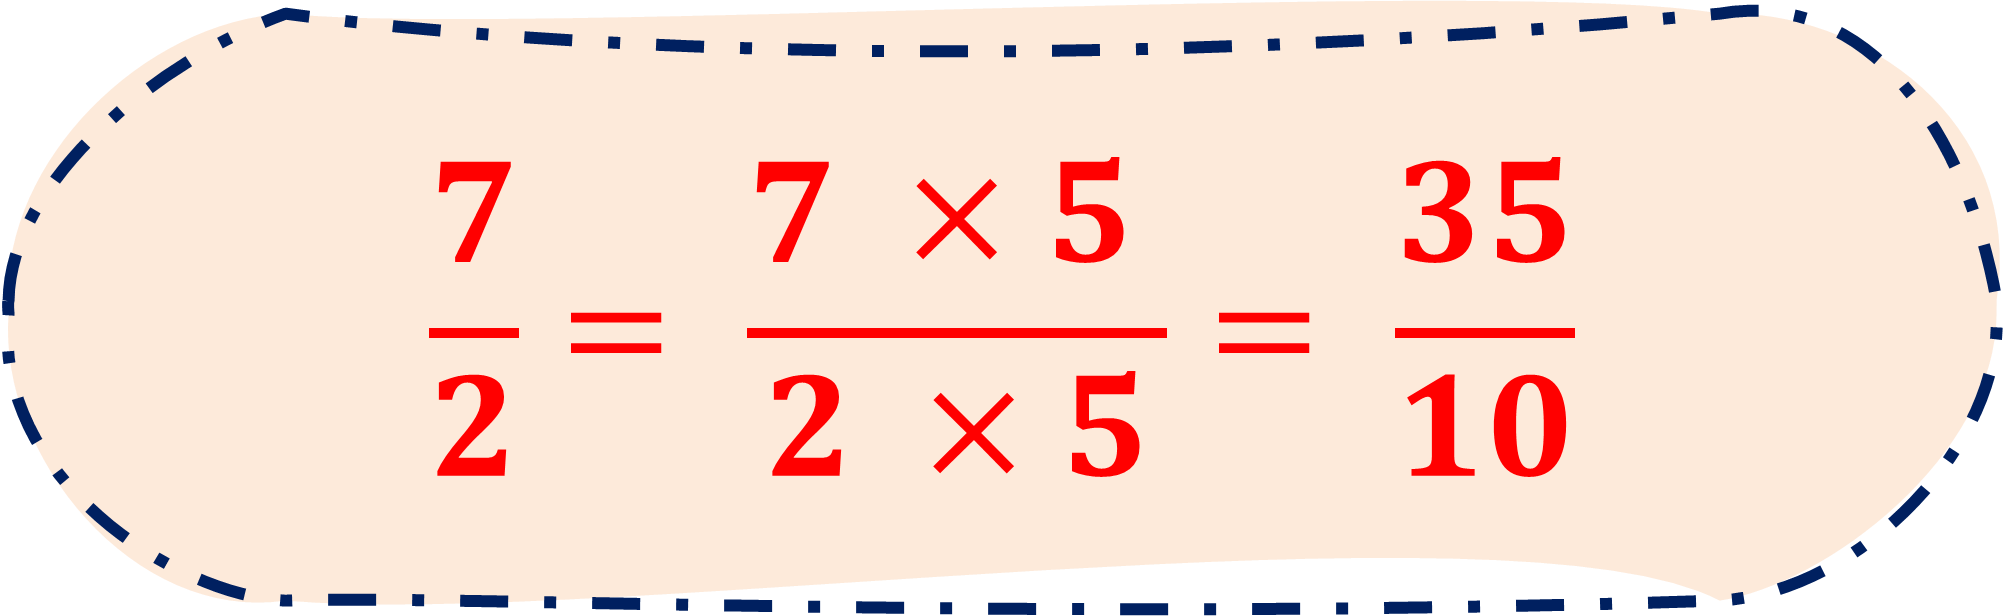 7/2 = 7 × 5/2 × 5 = 35/10